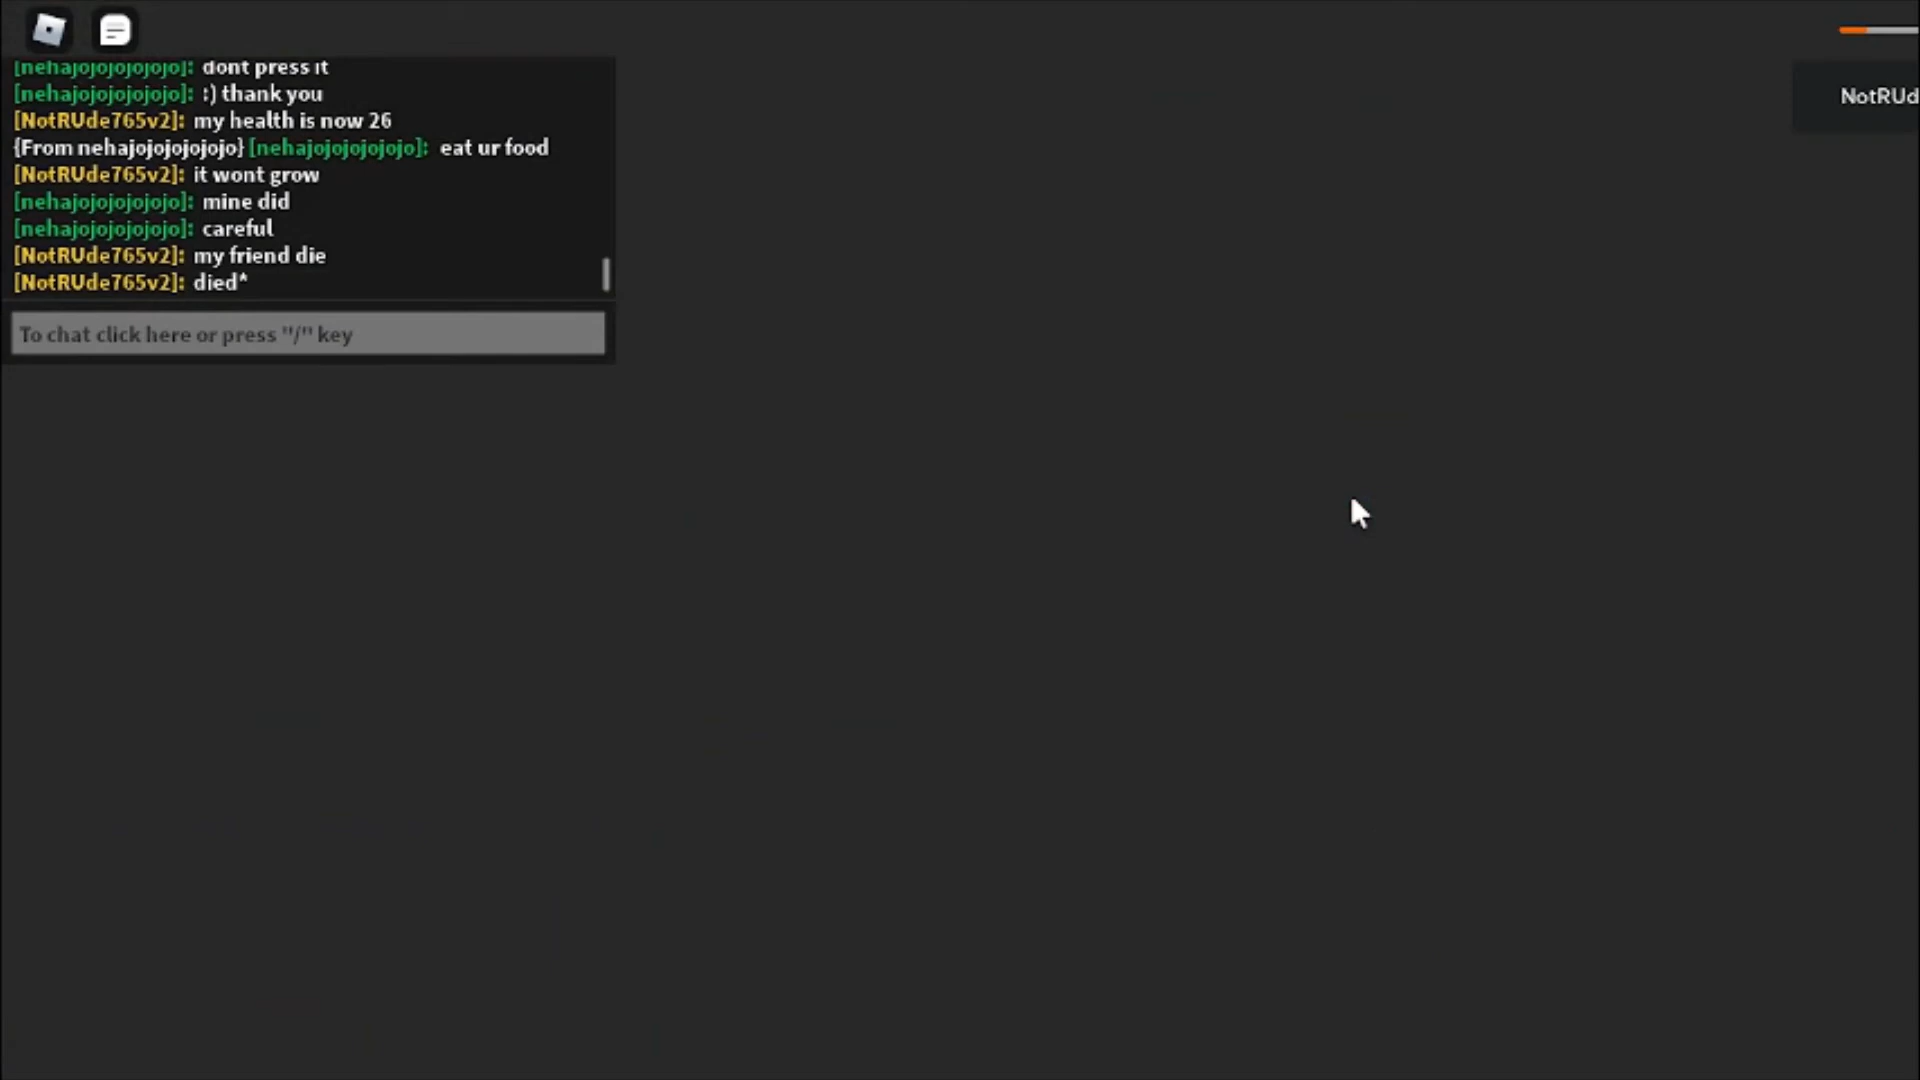 [nehajojojojojojo]: dont press it
[nehajojojojojojo]: :) thank you
[NotRUde765v2]: my health is now 26
{From nehajojojojojojo} [nehajojojojojojo]: eat ur food
[NotRUde765v2]: it wont grow
[nehajojojojojojo]: mine did
[nehajojojojojojo]: careful
[NotRUde765v2]: my friend die
[NotRUde765v2]: died*
To chat click here or press "/" key
NotRUd